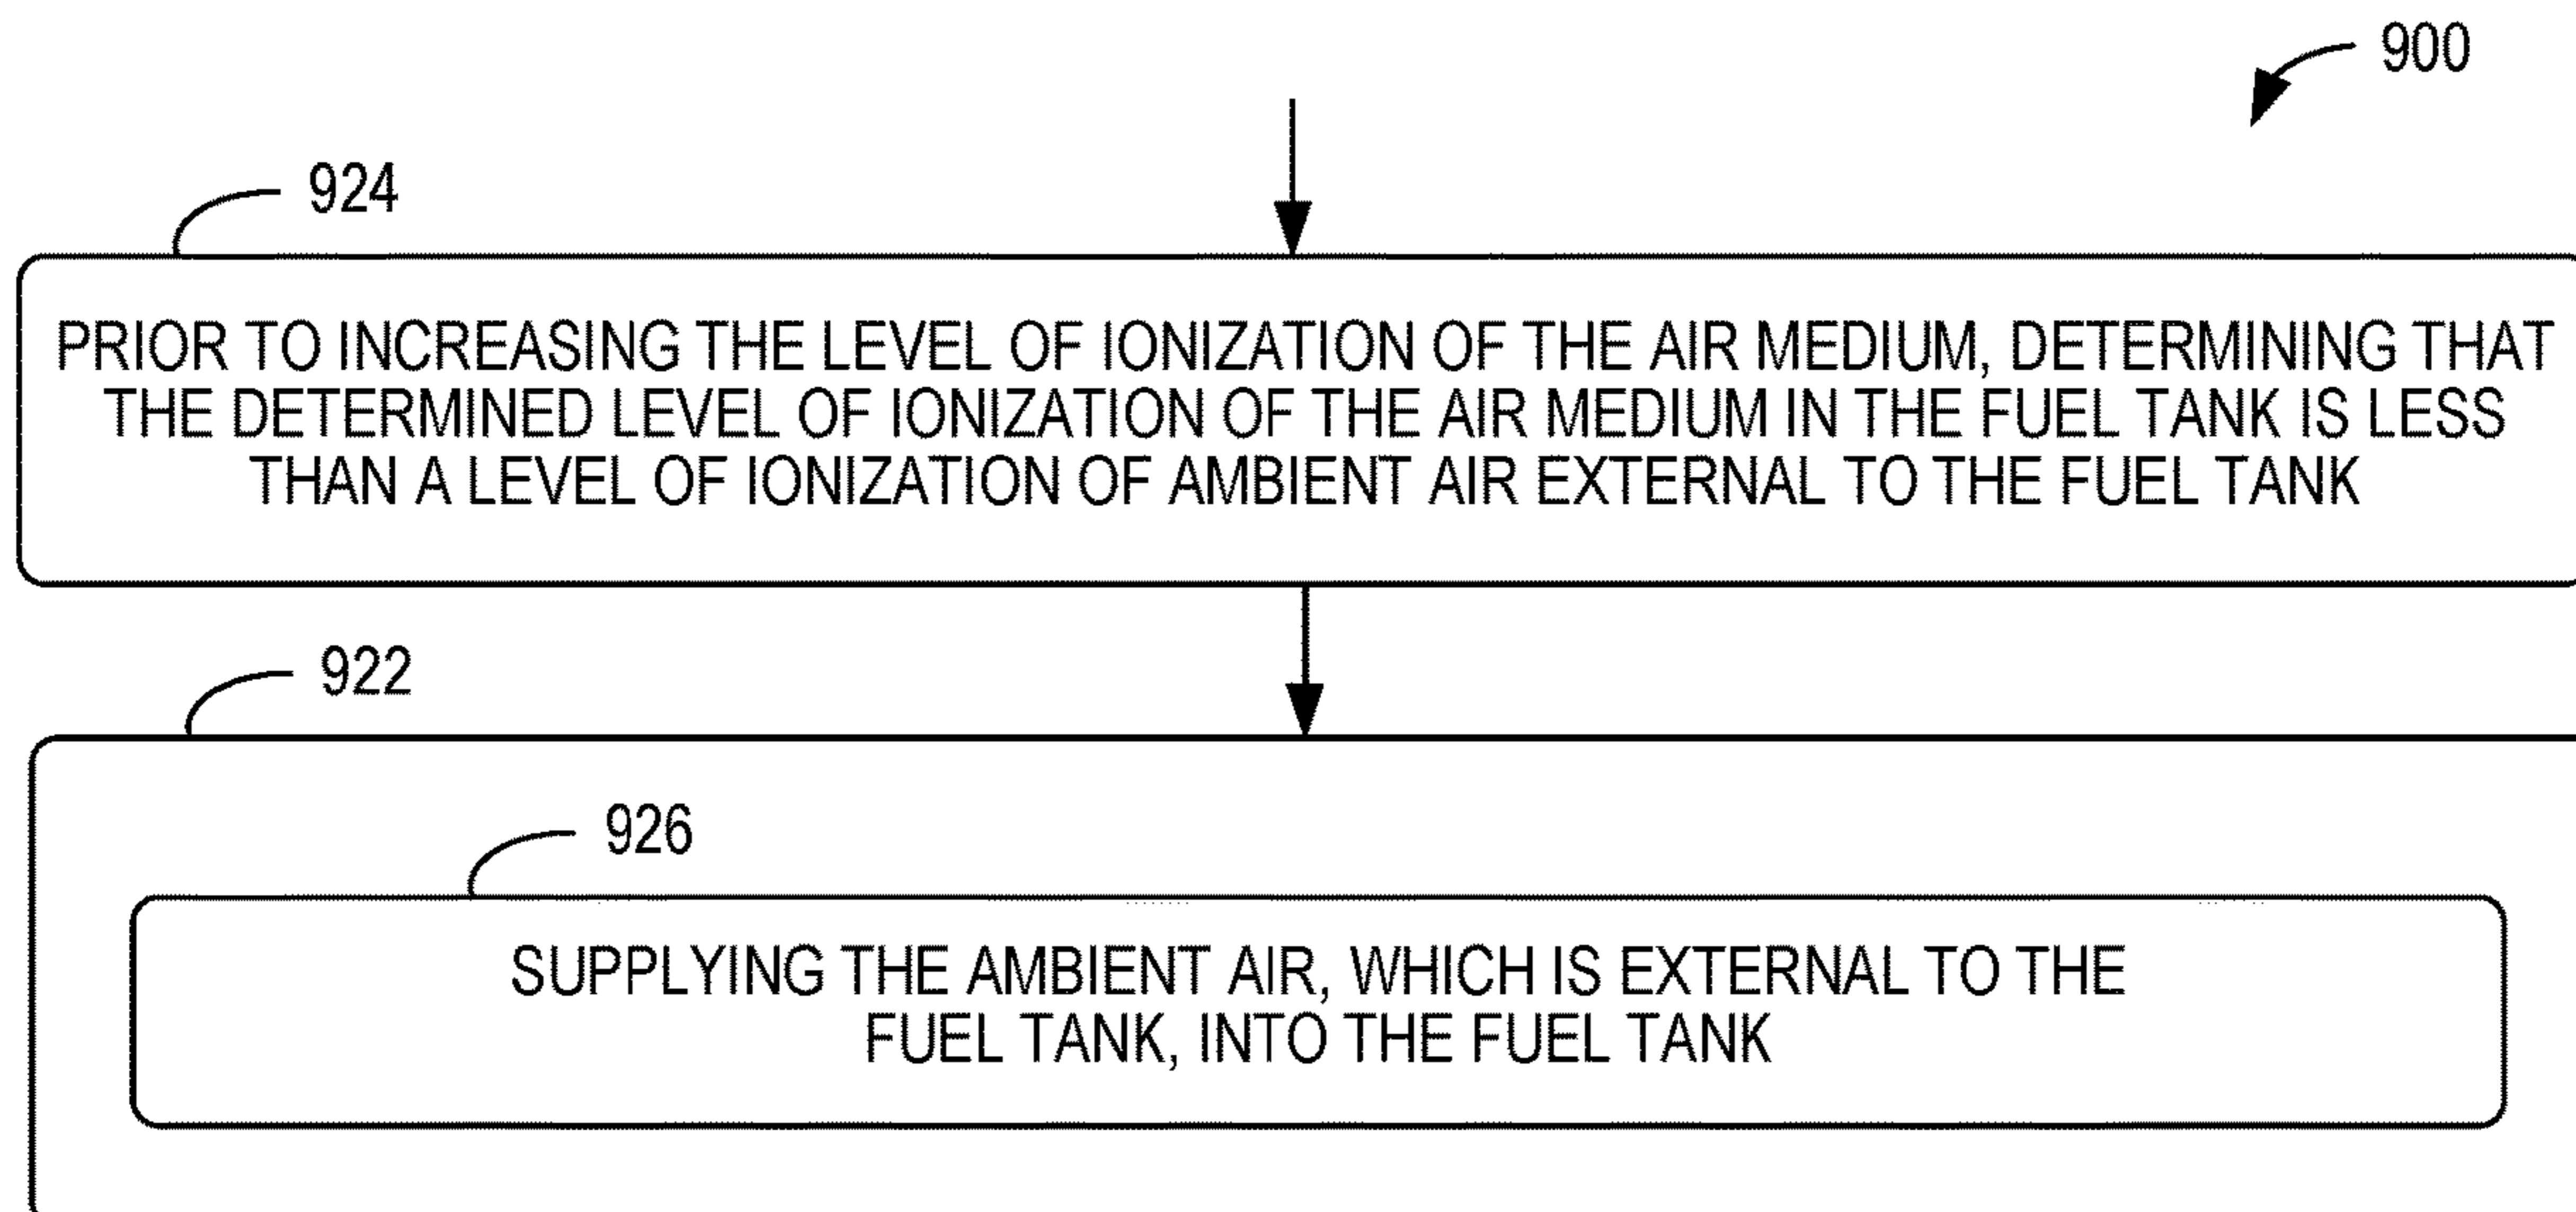 900
924
PRIOR TO INCREASING THE LEVEL OF IONIZATION OF THE AIR MEDIUM, DETERMINING THAT
THE DETERMINED LEVEL OF IONIZATION OF THE AIR MEDIUM IN THE FUEL TANK IS LESS
THAN A LEVEL OF IONIZATION OF AMBIENT AIR EXTERNAL TO THE FUEL TANK
922
926
SUPPLYING THE AMBIENT AIR, WHICH IS EXTERNAL TO THE
FUEL TANK, INTO THE FUEL TANK